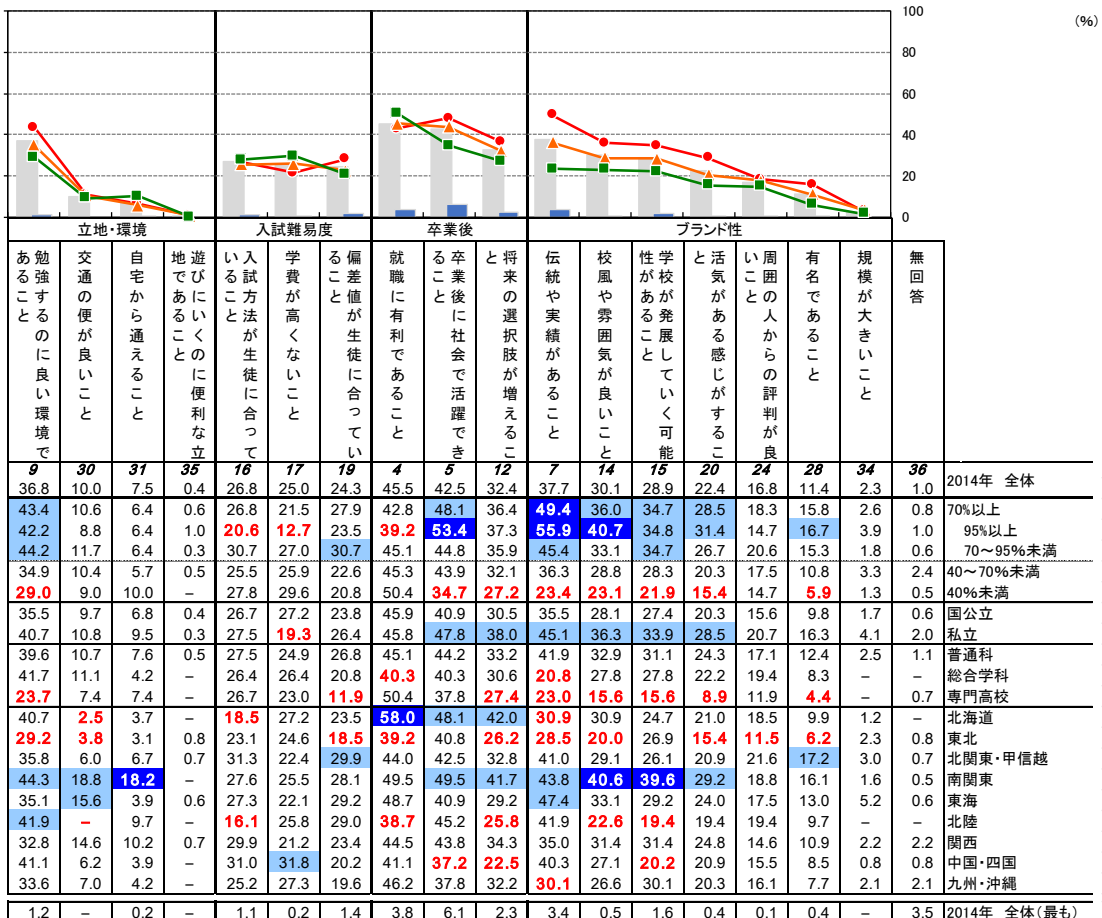 100
(%)
80
60
40
20
0
立地・環境 入試難易度 卒業後 ブランド性
勉強するのに良い環境であること
交通の便が良いこと
自宅から通えること
遊びにいくのに便利な立地であること
入試方法が生徒に合っていること
学費が高くないこと
偏差値が生徒に合っていること
就職に有利であること
卒業後に社会で活躍できること
将来の選択肢が増えること
伝統や実績があること
校風や雰囲気が良いこと
学校が発展していく可能性があること
活気がある感じがすること
周囲の人からの評判が良いこと
有名であること
規模が大きいこと
無回答
9 30 31 35 16 17 19 4 5 12 7 14 15 20 24 28 34 36
36.8 10.0 7.5 0.4 26.8 25.0 24.3 45.5 42.5 32.4 37.7 30.1 28.9 22.4 16.8 11.4 2.3 1.0 2014年 全体
43.4 10.6 6.4 0.6 26.8 21.5 27.9 42.8 48.1 36.4 49.4 36.0 34.7 28.5 18.3 15.8 2.6 0.8 70%以上
42.2 8.8 6.4 1.0 20.6 12.7 23.5 39.2 53.4 37.3 55.9 40.7 34.8 31.4 14.7 16.7 3.9 1.0 95%以上
44.2 11.7 6.4 0.3 30.7 27.0 30.7 45.1 44.8 35.9 45.4 33.1 34.7 26.7 20.6 15.3 1.8 0.6 70～95%未満
34.9 10.4 5.7 0.5 25.5 25.9 22.6 45.3 43.9 32.1 36.3 28.8 28.3 20.3 17.5 10.8 3.3 2.4 40～70%未満
29.0 9.0 10.0 – 27.8 29.6 20.8 50.4 34.7 27.2 23.4 23.1 21.9 15.4 14.7 5.9 1.3 0.5 40%未満
35.5 9.7 6.8 0.4 26.7 27.2 23.8 45.9 40.9 30.5 35.5 28.1 27.4 20.3 15.6 9.8 1.7 0.6 国公立
40.7 10.8 9.5 0.3 27.5 19.3 26.4 45.8 47.8 38.0 45.1 36.3 33.9 28.5 20.7 16.3 4.1 2.0 私立
39.6 10.7 7.6 0.5 27.5 24.9 26.8 45.1 44.2 33.2 41.9 32.9 31.1 24.3 17.1 12.4 2.5 1.1 普通科
41.7 11.1 4.2 – 26.4 26.4 20.8 40.3 40.3 30.6 20.8 27.8 27.8 22.2 19.4 8.3 – – 総合学科
23.7 7.4 7.4 – 26.7 23.0 11.9 50.4 37.8 27.4 23.0 15.6 15.6 8.9 11.9 4.4 – 0.7 専門高校
40.7 2.5 3.7 – 18.5 27.2 23.5 58.0 48.1 42.0 30.9 30.9 24.7 21.0 18.5 9.9 1.2 – 北海道
29.2 3.8 3.1 0.8 23.1 24.6 18.5 39.2 40.8 26.2 28.5 20.0 26.9 15.4 11.5 6.2 2.3 0.8 東北
35.8 6.0 6.7 0.7 31.3 22.4 29.9 44.0 42.5 32.8 41.0 29.1 26.1 20.9 21.6 17.2 3.0 0.7 北関東・甲信越
44.3 18.8 18.2 – 27.6 25.5 28.1 49.5 49.5 41.7 43.8 40.6 39.6 29.2 18.8 16.1 1.6 0.5 南関東
35.1 15.6 3.9 0.6 27.3 22.1 29.2 48.7 40.9 29.2 47.4 33.1 29.2 24.0 17.5 13.0 5.2 0.6 東海
41.9 – 9.7 – 16.1 25.8 29.0 38.7 45.2 25.8 41.9 22.6 19.4 19.4 19.4 9.7 – – 北陸
32.8 14.6 10.2 0.7 29.9 21.2 23.4 44.5 43.8 34.3 35.0 31.4 31.4 24.8 14.6 10.9 2.2 2.2 関西
41.1 6.2 3.9 – 31.0 31.8 20.2 41.1 37.2 22.5 40.3 27.1 20.2 20.9 15.5 8.5 0.8 0.8 中国・四国
33.6 7.0 4.2 – 25.2 27.3 19.6 46.2 37.8 32.2 30.1 26.6 30.1 20.3 16.1 7.7 2.1 2.1 九州・沖縄
1.2 – 0.2 – 1.1 0.2 1.4 3.8 6.1 2.3 3.4 0.5 1.6 0.4 0.1 0.4 – 3.5 2014年 全体(最も)